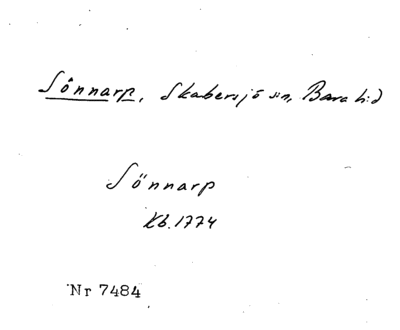 Sönnarp, Skabersjö sn, Bara hd
Sönnarp
Kb. 1774
Nr 7484